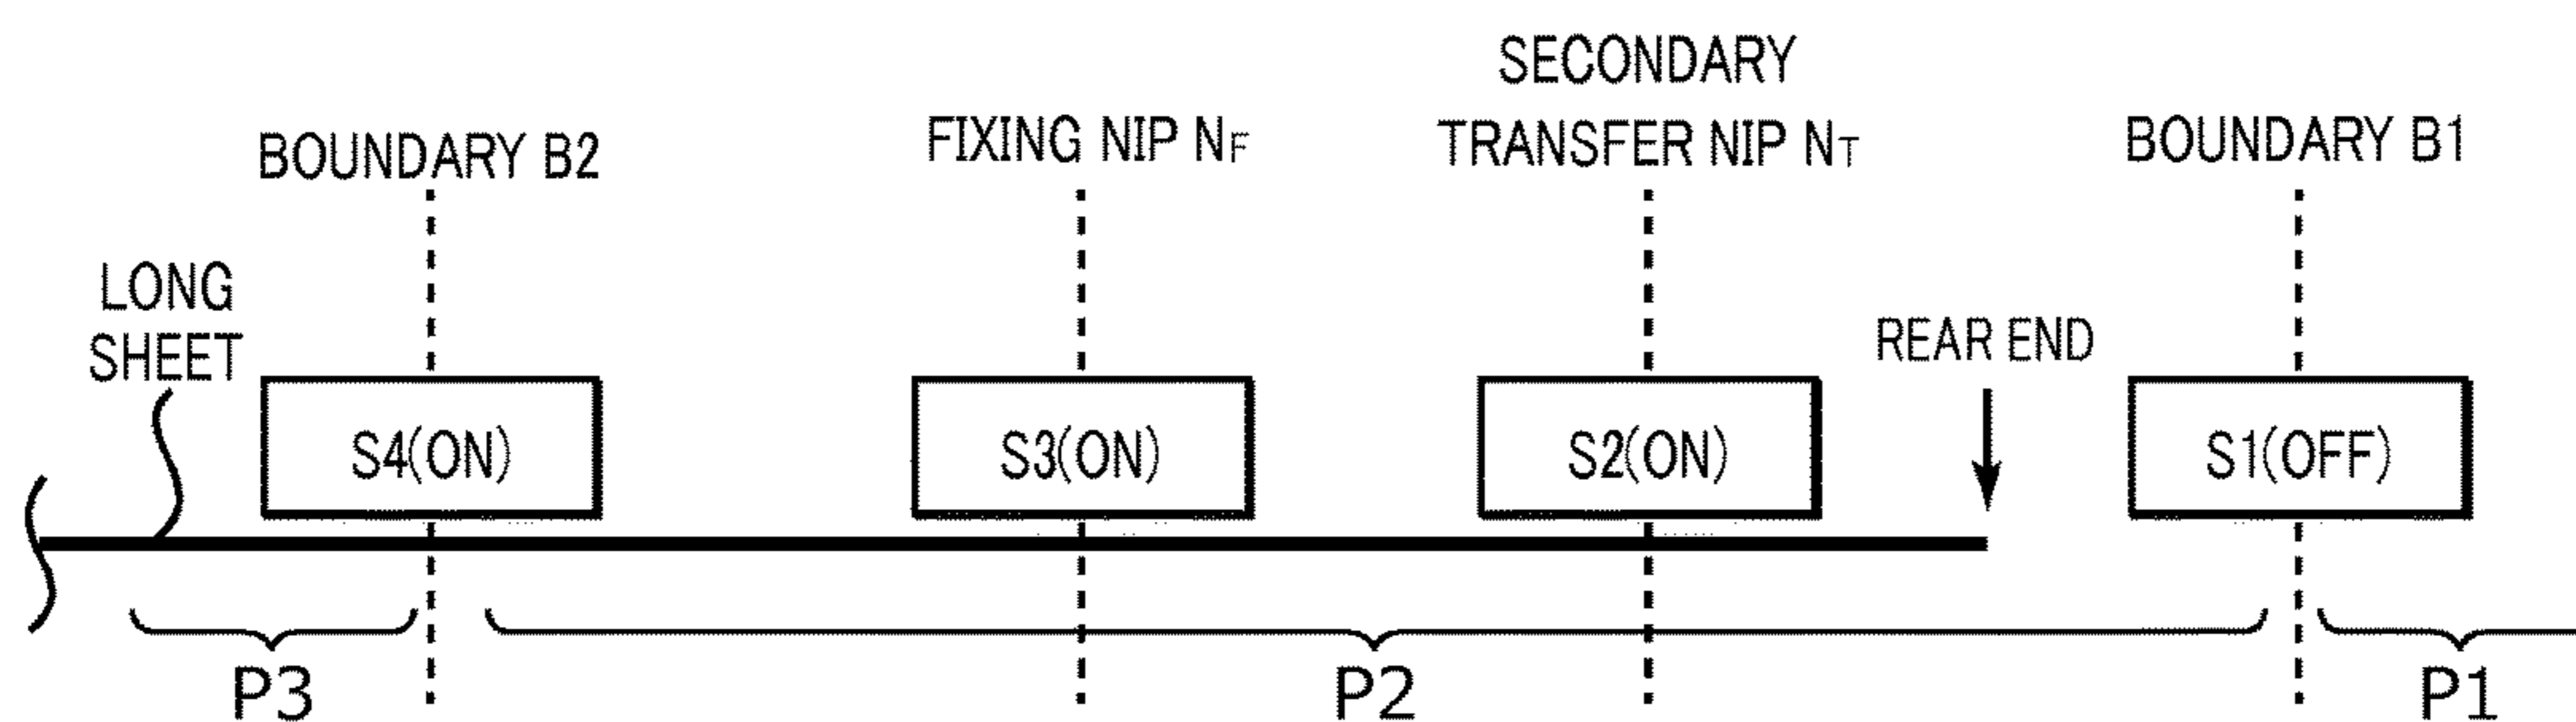 BOUNDARY B2
FIXING NIP NF
SECONDARY
TRANSFER NIP NT
BOUNDARY B1
LONG
SHEET
REAR END
S4(ON)
S3(ON)
S2(ON)
S1(OFF)
P3
P2
P1